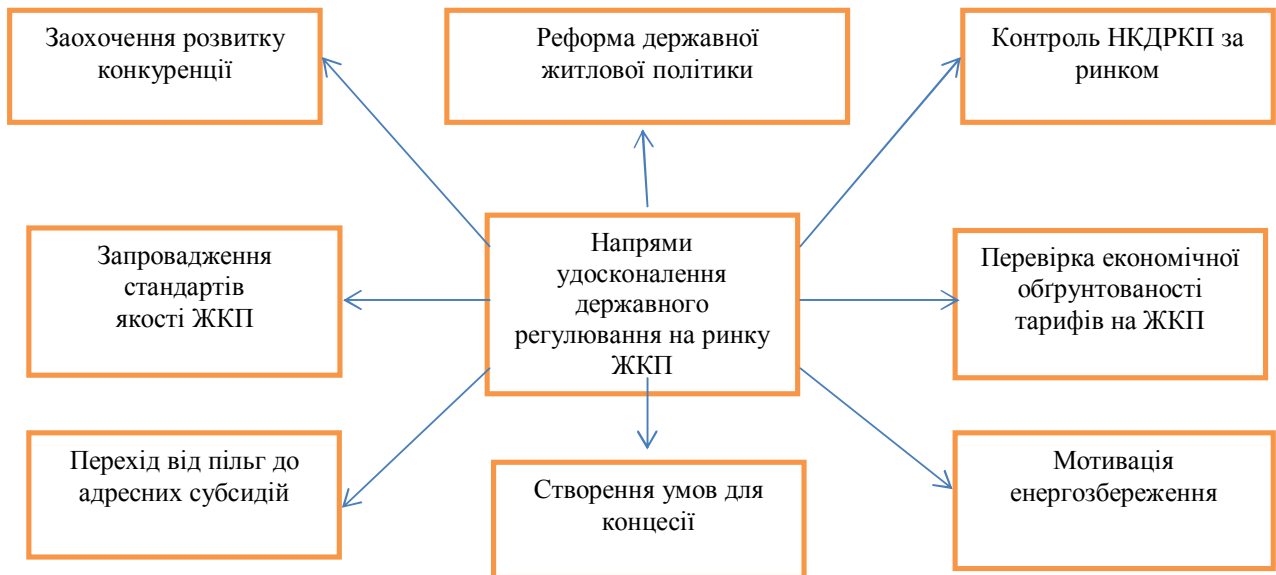 Заохочення розвитку
конкуренції
Реформа державної
житлової політики
Контроль НКДРКП за
ринком
Запровадження
стандартів
якості ЖКП
Напрями
удосконалення
державного
регулювання на ринку
ЖКП
Перевірка економічної
обґрунтованості
тарифів на ЖКП
Перехід від пільг до
адресних субсидій
Створення умов для
концесії
Мотивація
енергозбереження